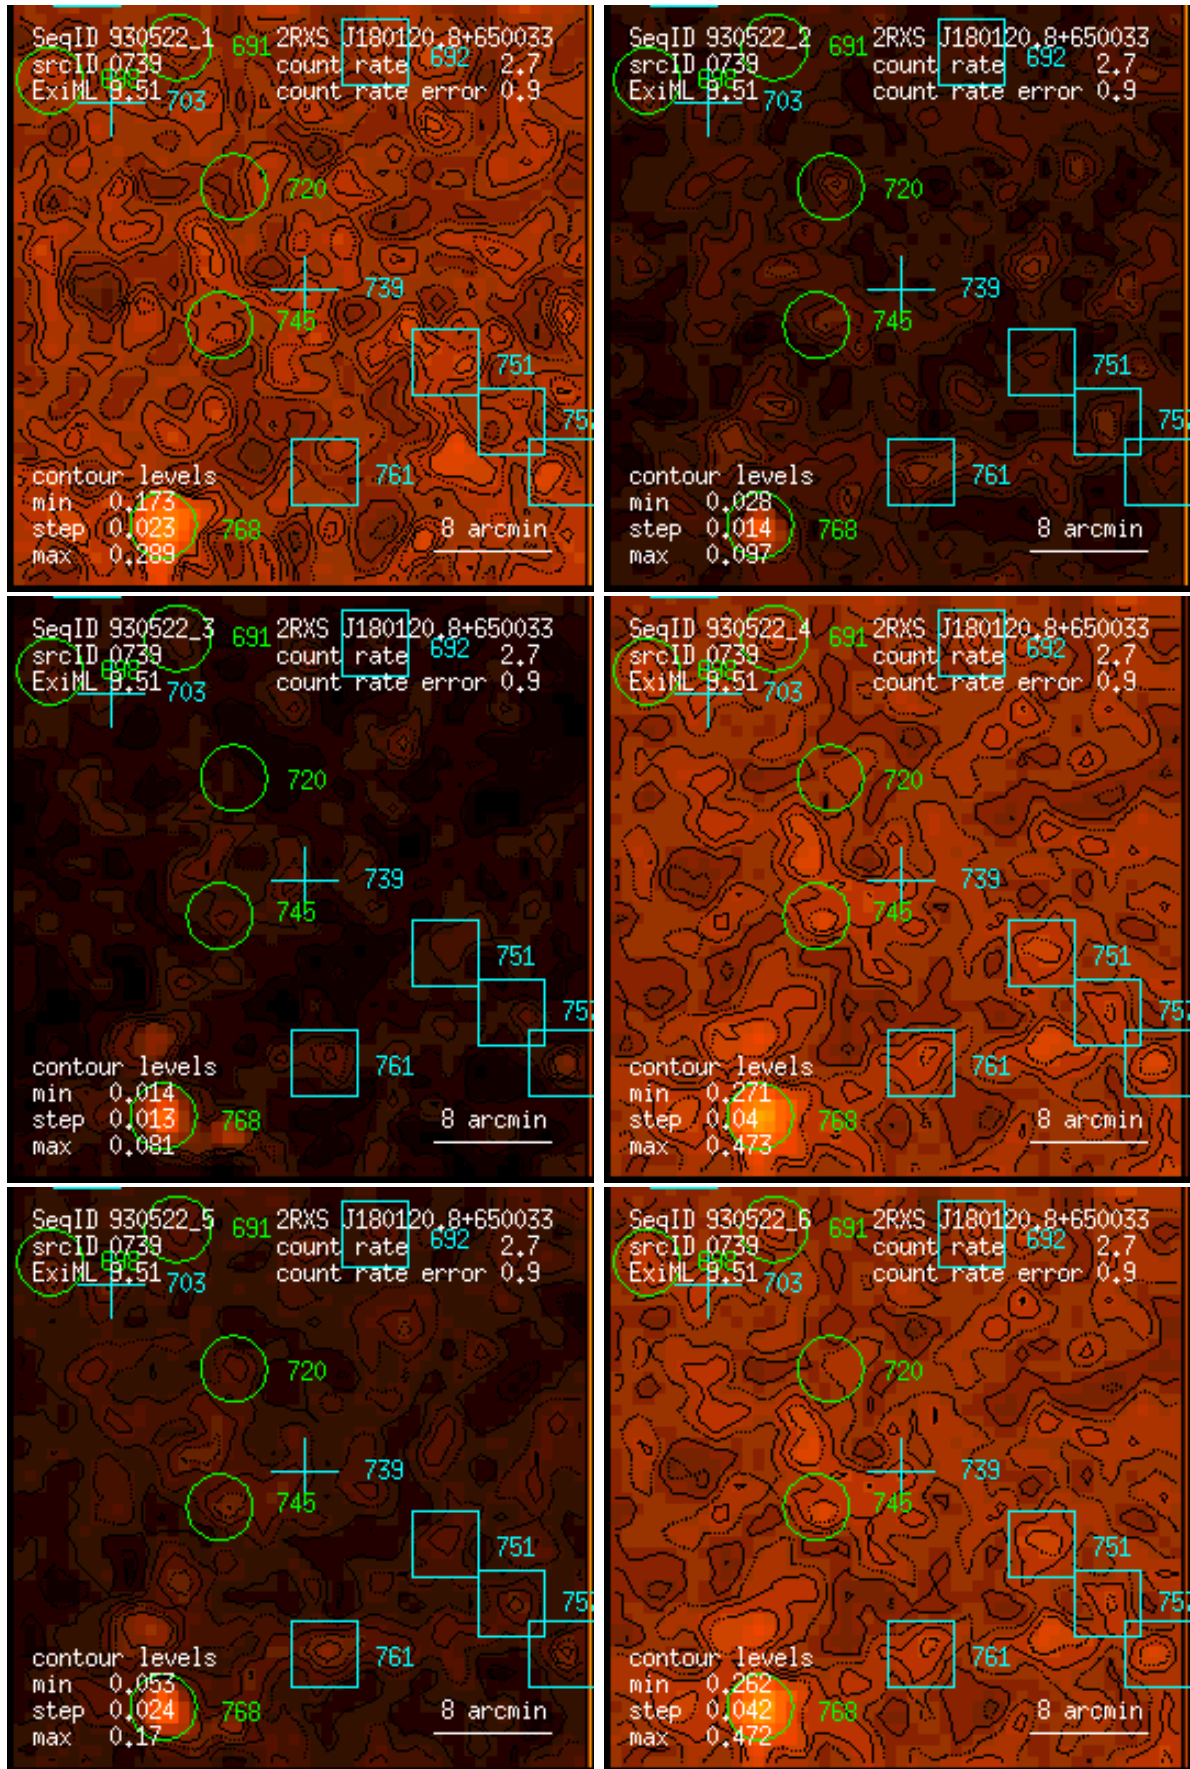 SeqID 930522_1 691 2RXS J180120.8+650033
srcID 0739 698 count rate 692 2.7
ExiML 9.51 703 count rate error 0.9
720
739
745
751
757
761
contour levels
min 0.173
step 0.023 768 8 arcmin
max 0.289
SeqID 930522_2 691 2RXS J180120.8+650033
srcID 0739 698 count rate 692 2.7
ExiML 9.51 703 count rate error 0.9
720
739
745
751
757
761
contour levels
min 0.028
step 0.014 768 8 arcmin
max 0.097
SeqID 930522_3 691 2RXS J180120.8+650033
srcID 0739 698 count rate 692 2.7
ExiML 9.51 703 count rate error 0.9
720
739
745
751
757
761
contour levels
min 0.014
step 0.013 768 8 arcmin
max 0.081
SeqID 930522_4 691 2RXS J180120.8+650033
srcID 0739 698 count rate 692 2.7
ExiML 9.51 703 count rate error 0.9
720
739
745
751
757
761
contour levels
min 0.271
step 0.04 768 8 arcmin
max 0.473
SeqID 930522_5 691 2RXS J180120.8+650033
srcID 0739 698 count rate 692 2.7
ExiML 9.51 703 count rate error 0.9
720
739
745
751
757
761
contour levels
min 0.053
step 0.024 768 8 arcmin
max 0.17
SeqID 930522_6 691 2RXS J180120.8+650033
srcID 0739 698 count rate 692 2.7
ExiML 9.51 703 count rate error 0.9
720
739
745
751
757
761
contour levels
min 0.262
step 0.042 768 8 arcmin
max 0.472